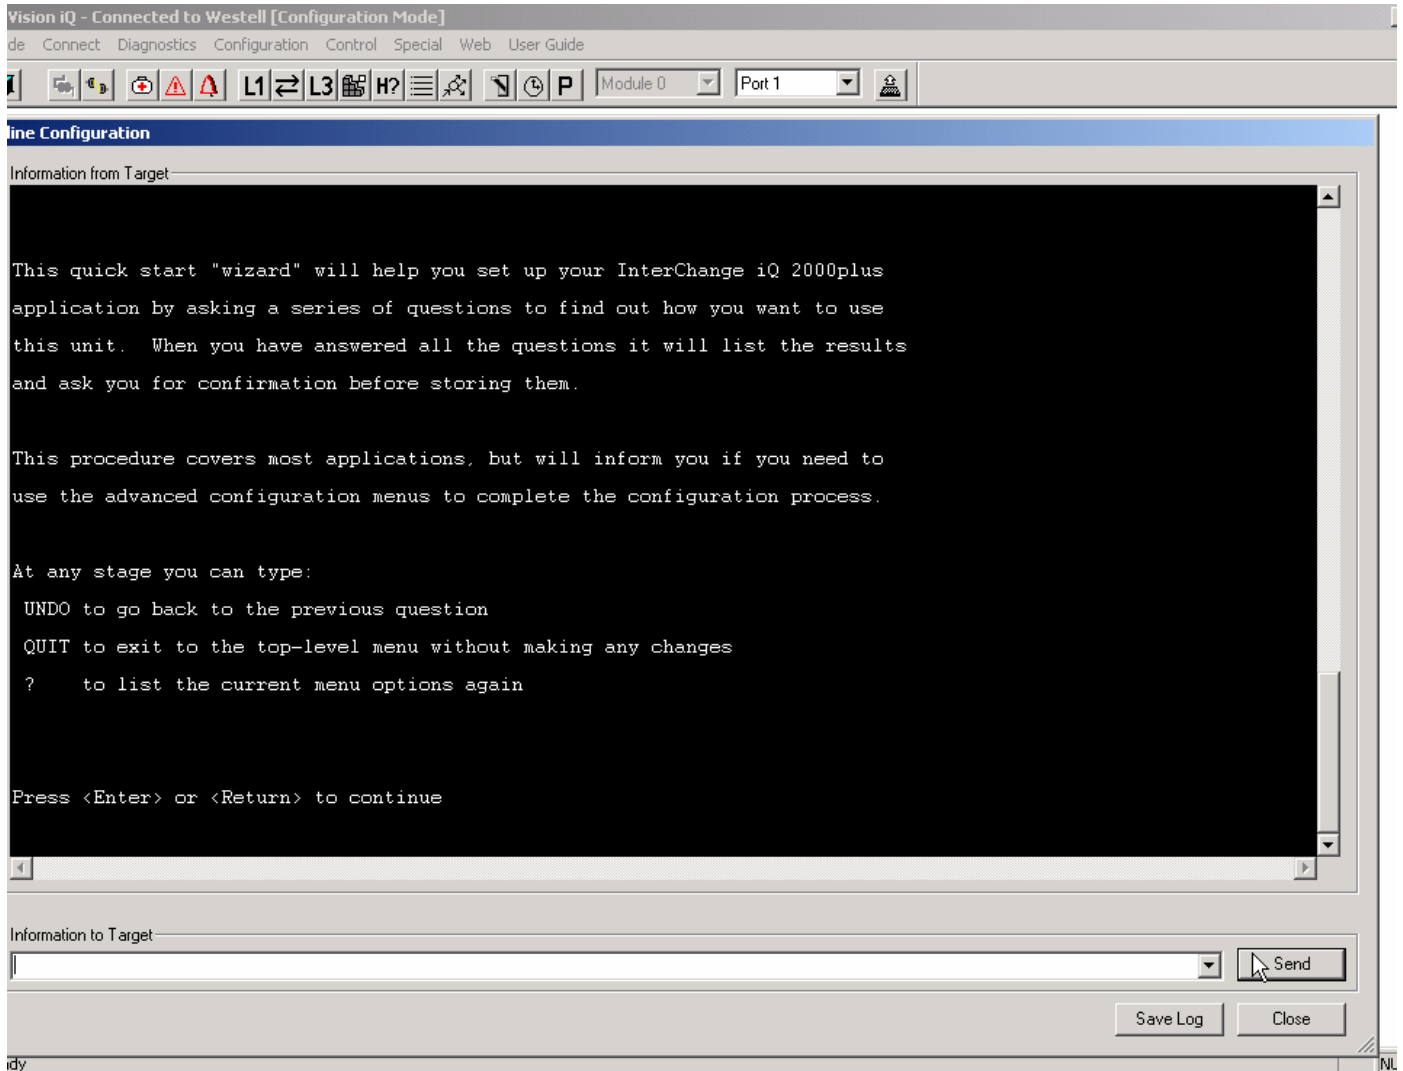 Vision iQ - Connected to Westell [Configuration Mode]
de Connect Diagnostics Configuration Control Special Web User Guide
L1 L3 H? P Module 0 Port 1
line Configuration
Information from Target
This quick start "wizard" will help you set up your InterChange iQ 2000plus
application by asking a series of questions to find out how you want to use
this unit. When you have answered all the questions it will list the results
and ask you for confirmation before storing them.
This procedure covers most applications, but will inform you if you need to
use the advanced configuration menus to complete the configuration process.
At any stage you can type:
UNDO to go back to the previous question
QUIT to exit to the top-level menu without making any changes
? to list the current menu options again
Press <Enter> or <Return> to continue
Information to Target
Send
Save Log Close
ady NU